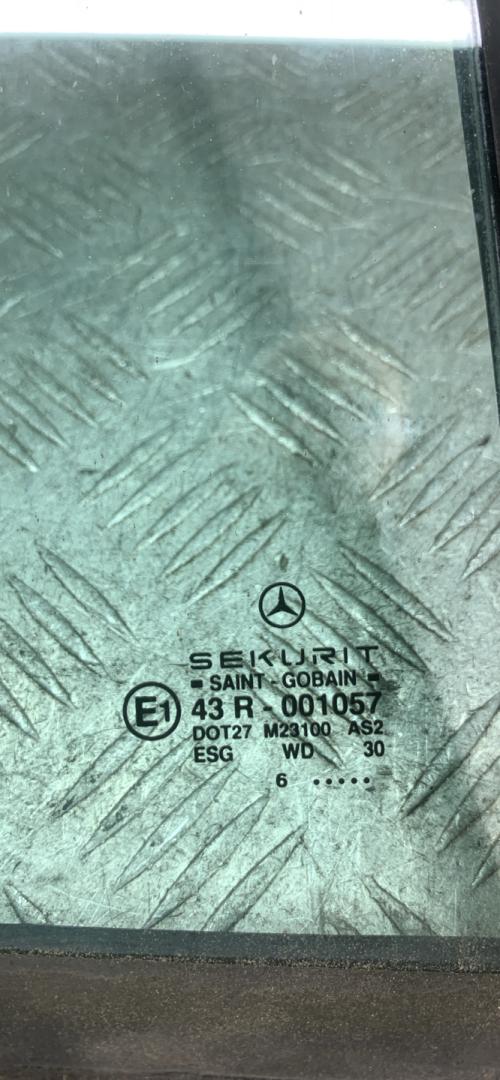 SEKURIT
SAINT - GOBAIN
E1 43 R - 001057
DOT27 M23100 AS2
ESG WD 30
6 .....